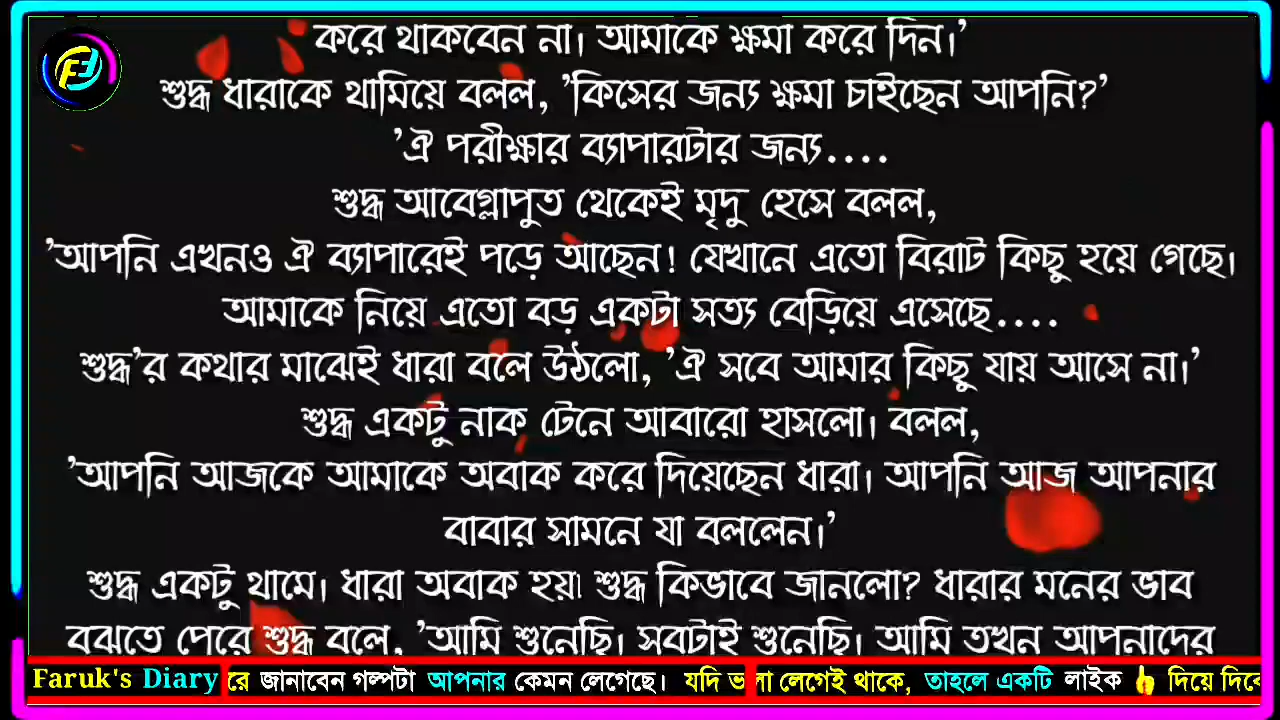 করে থাকবেন না। আমাকে ক্ষমা করে দিন।’
শুদ্ধ ধারাকে থামিয়ে বলল, ’কিসের জন্য ক্ষমা চাইছেন আপনি?’
’ঐ পরীক্ষার ব্যাপারটার জন্য....
শুদ্ধ আবেগ্লাপুত থেকেই মৃদু হেসে বলল,
’আপনি এখনও ঐ ব্যাপারেই পড়ে আছেন! যেখানে এতো বিরাট কিছু হয়ে গেছে।
আমাকে নিয়ে এতো বড় একটা সত্য বেড়িয়ে এসেছে....
শুদ্ধ’র কথার মাঝেই ধারা বলে উঠলো, ’ঐ সবে আমার কিছু যায় আসে না।’
শুদ্ধ একটু নাক টেনে আবারো হাসলো। বলল,
’আপনি আজকে আমাকে অবাক করে দিয়েছেন ধারা। আপনি আজ আপনার
বাবার সামনে যা বললেন।’
শুদ্ধ একটু থামে। ধারা অবাক হয়৷ শুদ্ধ কিভাবে জানলো? ধারার মনের ভাব
বুঝতে পেরে শুদ্ধ বলে, ’আমি শুনেছি। সবটাই শুনেছি। আমি তখন আপনাদের
Faruk's Diary রে জানাবেন গল্পটা আপনার কেমন লেগেছে। যদি ভালা লেগেই থাকে, তাহলে একটি লাইক 👆 দিয়ে দিবে